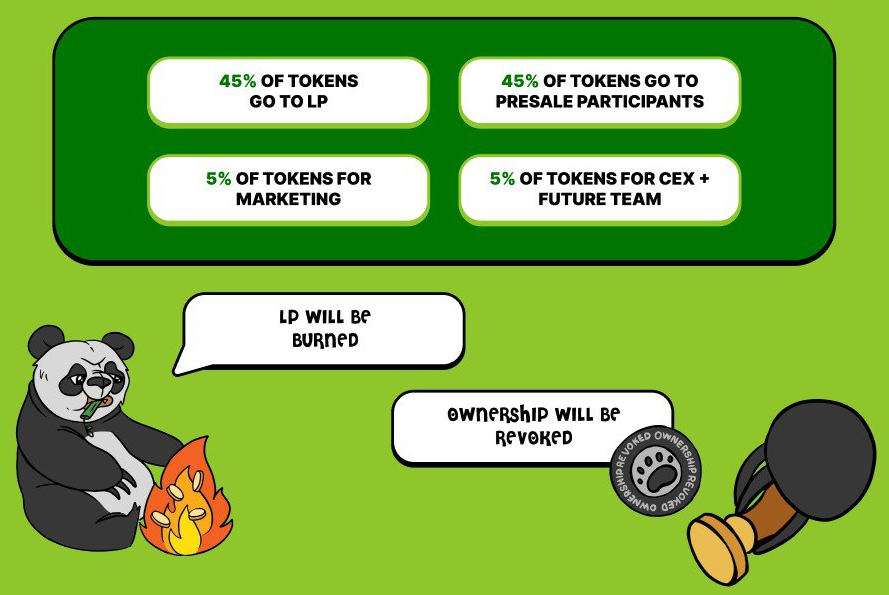 45% OF TOKENS
GO TO LP
45% OF TOKENS GO TO
PRESALE PARTICIPANTS
5% OF TOKENS FOR
MARKETING
5% OF TOKENS FOR CEX +
FUTURE TEAM
LP WILL BE
BURNED
OWNERSHIP WILL BE
REVOKED
REVOKED OWNERSHIP REVOKED OWNERSHIP